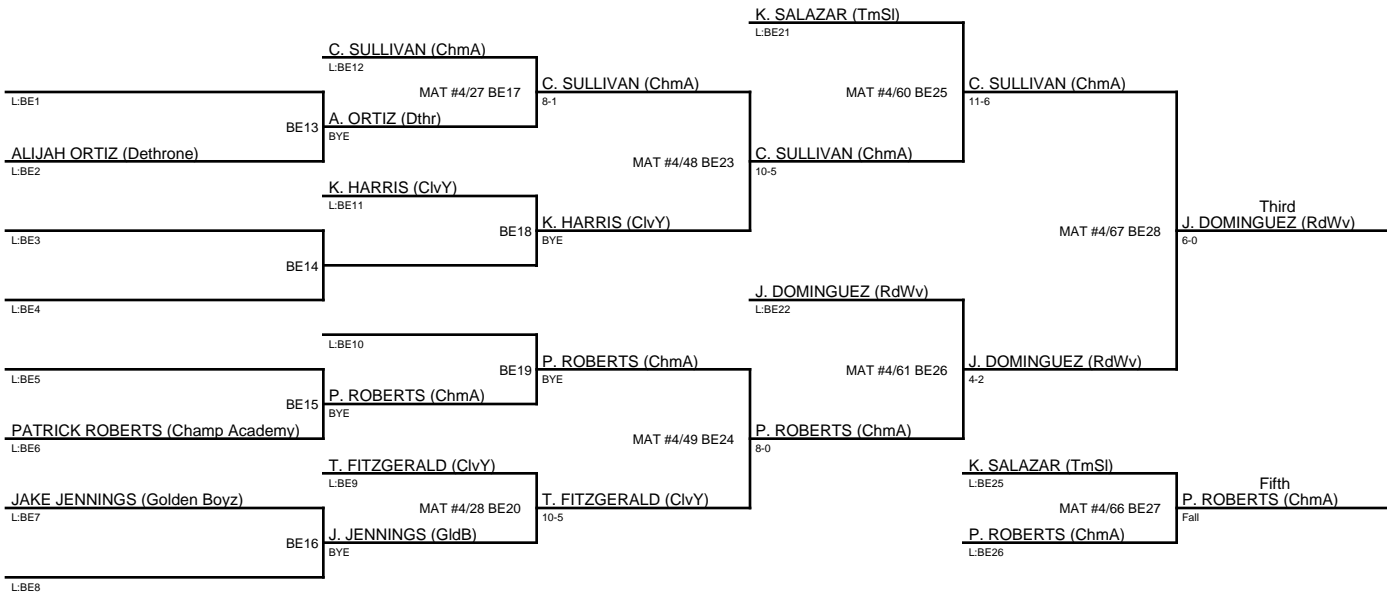 K. SALAZAR (TmSl)
L:BE21
C. SULLIVAN (ChmA)
L:BE12
MAT #4/27 BE17
C. SULLIVAN (ChmA)
8-1
MAT #4/60 BE25
C. SULLIVAN (ChmA)
11-6
L:BE1
BE13
A. ORTIZ (Dthr)
BYE
ALIJAH ORTIZ (Dethrone)
L:BE2
MAT #4/48 BE23
C. SULLIVAN (ChmA)
10-5
K. HARRIS (ClvY)
L:BE11
BE18
K. HARRIS (ClvY)
BYE
L:BE3
BE14
L:BE4
MAT #4/67 BE28
Third
J. DOMINGUEZ (RdWv)
6-0
J. DOMINGUEZ (RdWv)
L:BE22
L:BE10
BE19
P. ROBERTS (ChmA)
BYE
MAT #4/61 BE26
J. DOMINGUEZ (RdWv)
4-2
L:BE5
BE15
P. ROBERTS (ChmA)
BYE
PATRICK ROBERTS (Champ Academy)
L:BE6
MAT #4/49 BE24
P. ROBERTS (ChmA)
8-0
T. FITZGERALD (ClvY)
L:BE9
MAT #4/28 BE20
T. FITZGERALD (ClvY)
10-5
JAKE JENNINGS (Golden Boyz)
L:BE7
BE16
J. JENNINGS (GldB)
BYE
L:BE8
K. SALAZAR (TmSl)
L:BE25
MAT #4/66 BE27
Fifth
P. ROBERTS (ChmA)
Fall
P. ROBERTS (ChmA)
L:BE26